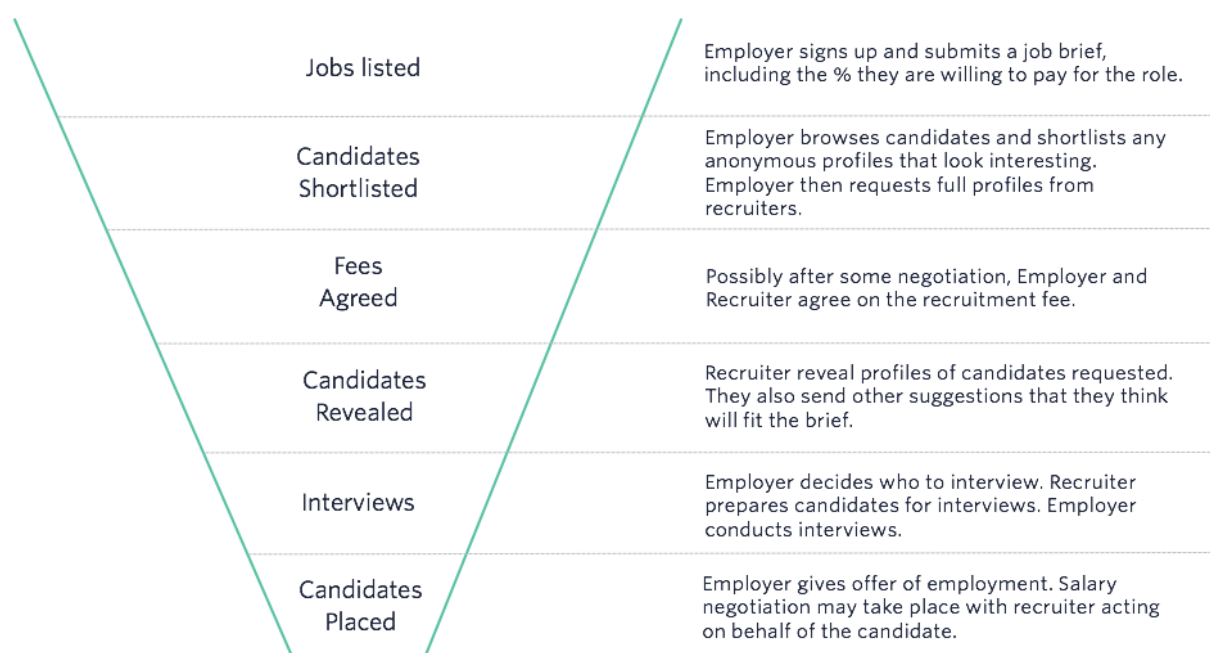 Jobs listed
Employer signs up and submits a job brief,
including the % they are willing to pay for the role.
Candidates
Shortlisted
Employer browses candidates and shortlists any
anonymous profiles that look interesting.
Employer then requests full profiles from
recruiters.
Fees
Agreed
Possibly after some negotiation, Employer and
Recruiter agree on the recruitment fee.
Candidates
Revealed
Recruiter reveal profiles of candidates requested.
They also send other suggestions that they think
will fit the brief.
Interviews
Employer decides who to interview. Recruiter
prepares candidates for interviews. Employer
conducts interviews.
Candidates
Placed
Employer gives offer of employment. Salary
negotiation may take place with recruiter acting
on behalf of the candidate.